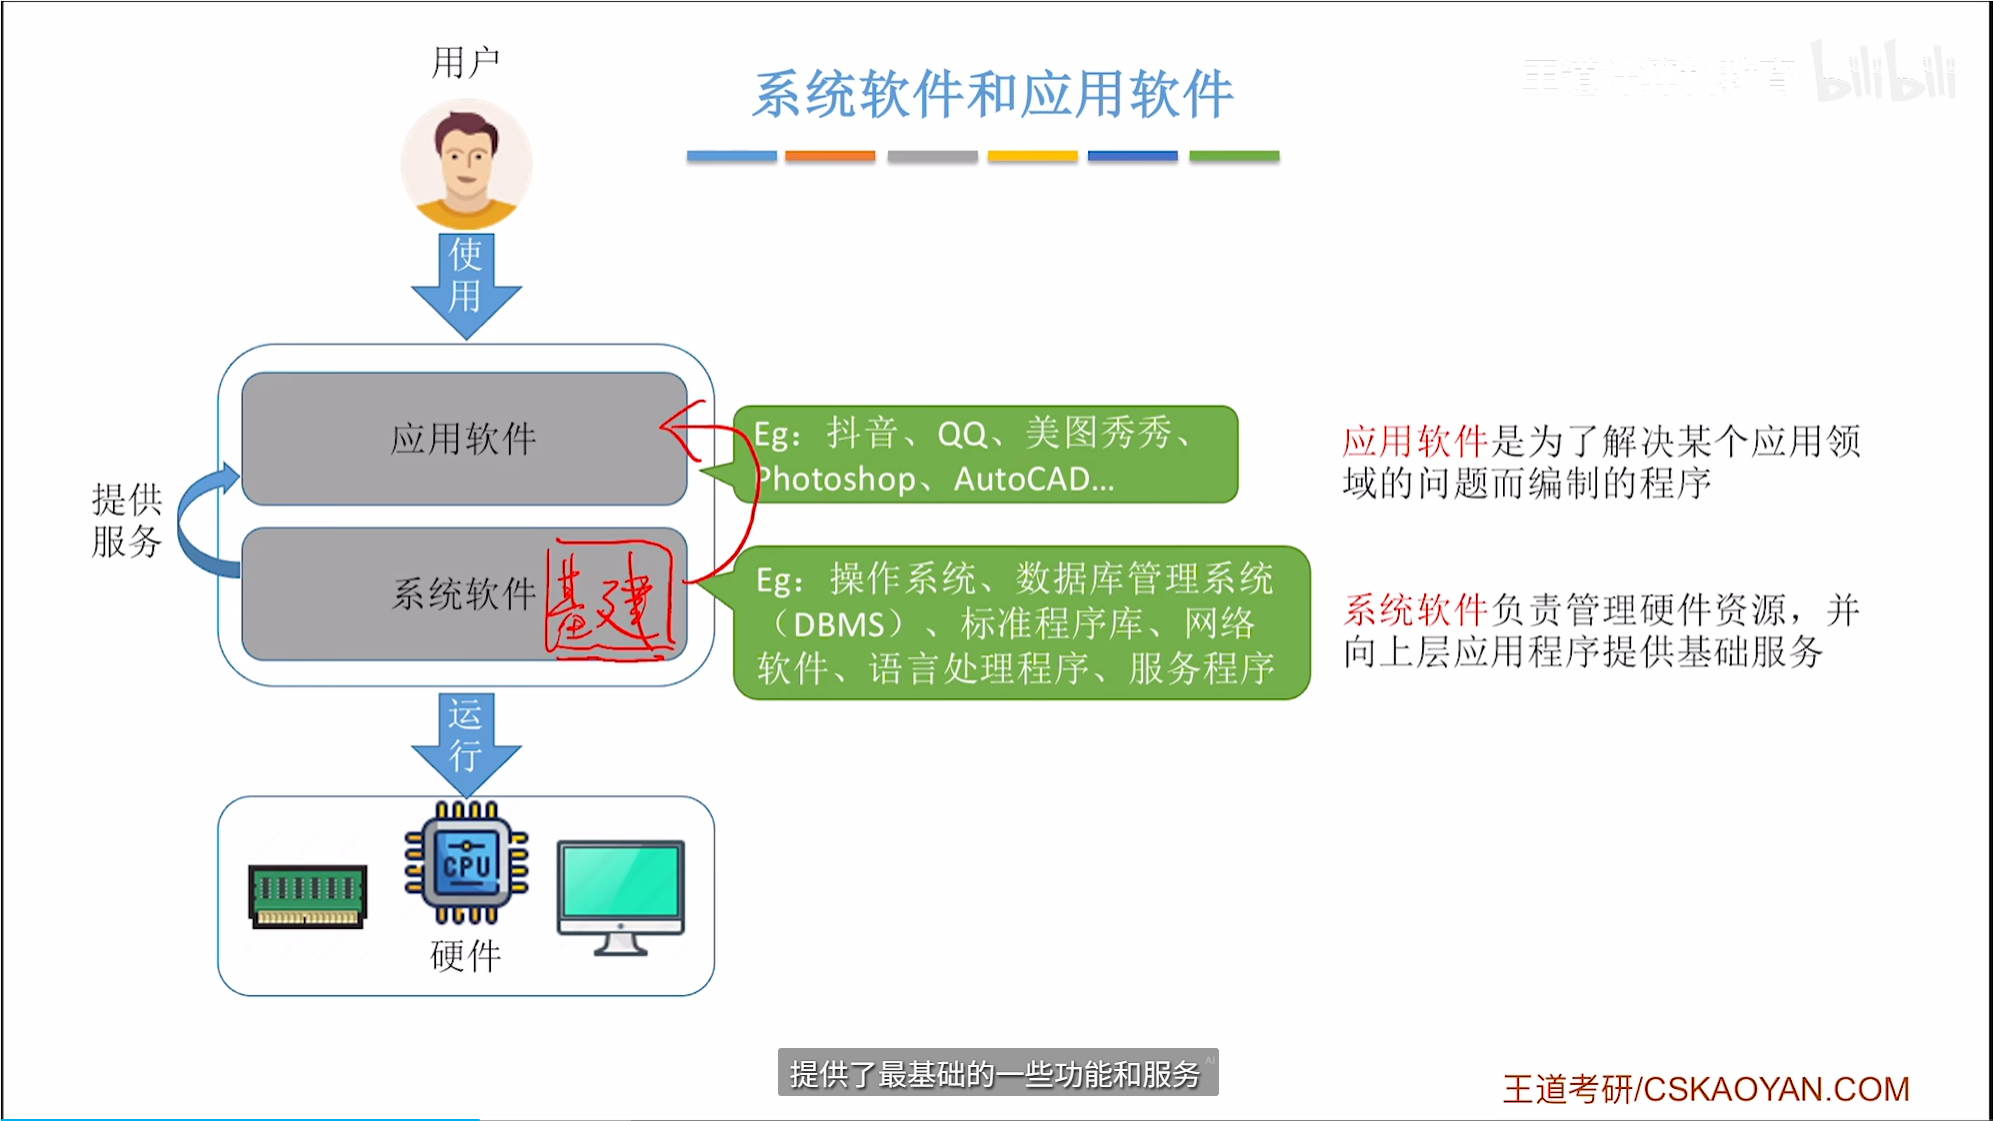 用户
系统软件和应用软件
王道计算机教育 bilibili
使
用
应用软件
Eg：抖音、QQ、美图秀秀、
Photoshop、AutoCAD...
应用软件是为了解决某个应用领
域的问题而编制的程序
提供
服务
系统软件
基建
Eg：操作系统、数据库管理系统
（DBMS）、标准程序库、网络
软件、语言处理程序、服务程序
系统软件负责管理硬件资源，并
向上层应用程序提供基础服务
运
行
CPU
硬件
提供了最基础的一些功能和服务
AI
王道考研/CSKAOYAN.COM